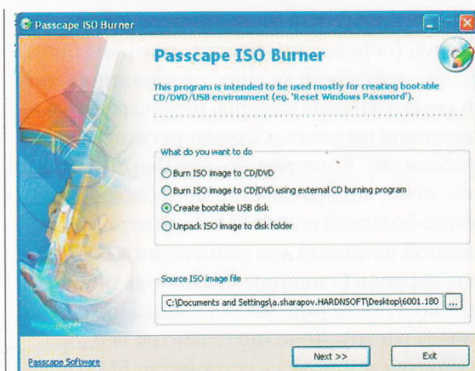 Passcape ISO Burner
Passcape ISO Burner
This program is intended to be used mostly for creating bootable
CD/DVD/USB environment (eg. 'Reset Windows Password').
What do you want to do
Burn ISO image to CD/DVD
Burn ISO image to CD/DVD using external CD burning program
Create bootable USB disk
Unpack ISO image to disk folder
Source ISO image file
C:\Documents and Settings\a.sharapov.HARDNSOFT\Desktop\6001.180
...
Passcape Software
Next >>
Exit